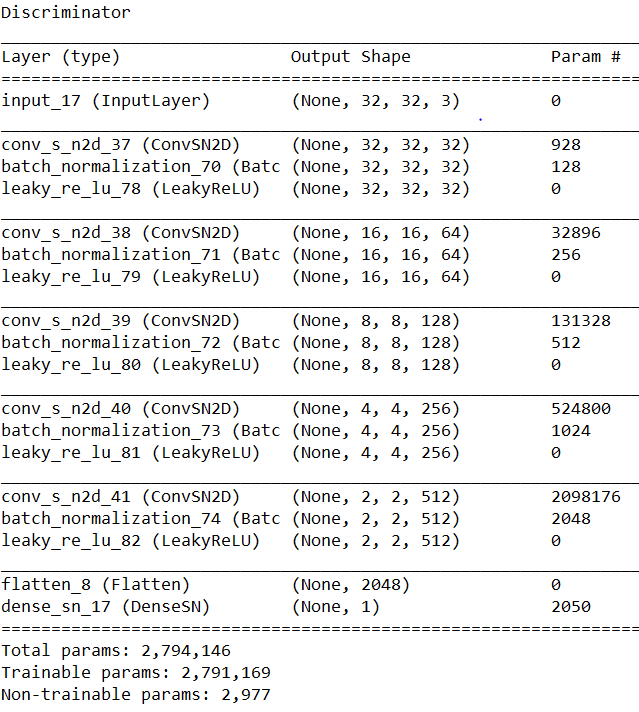 Discriminator
Layer (type) Output Shape Param #
input_17 (InputLayer) (None, 32, 32, 3) 0
conv_s_n2d_37 (ConvSN2D) (None, 32, 32, 32) 928
batch_normalization_70 (Batc (None, 32, 32, 32) 128
leaky_re_lu_78 (LeakyReLU) (None, 32, 32, 32) 0
conv_s_n2d_38 (ConvSN2D) (None, 16, 16, 64) 32896
batch_normalization_71 (Batc (None, 16, 16, 64) 256
leaky_re_lu_79 (LeakyReLU) (None, 16, 16, 64) 0
conv_s_n2d_39 (ConvSN2D) (None, 8, 8, 128) 131328
batch_normalization_72 (Batc (None, 8, 8, 128) 512
leaky_re_lu_80 (LeakyReLU) (None, 8, 8, 128) 0
conv_s_n2d_40 (ConvSN2D) (None, 4, 4, 256) 524800
batch_normalization_73 (Batc (None, 4, 4, 256) 1024
leaky_re_lu_81 (LeakyReLU) (None, 4, 4, 256) 0
conv_s_n2d_41 (ConvSN2D) (None, 2, 2, 512) 2098176
batch_normalization_74 (Batc (None, 2, 2, 512) 2048
leaky_re_lu_82 (LeakyReLU) (None, 2, 2, 512) 0
flatten_8 (Flatten) (None, 2048) 0
dense_sn_17 (DenseSN) (None, 1) 2050
Total params: 2,794,146
Trainable params: 2,791,169
Non-trainable params: 2,977